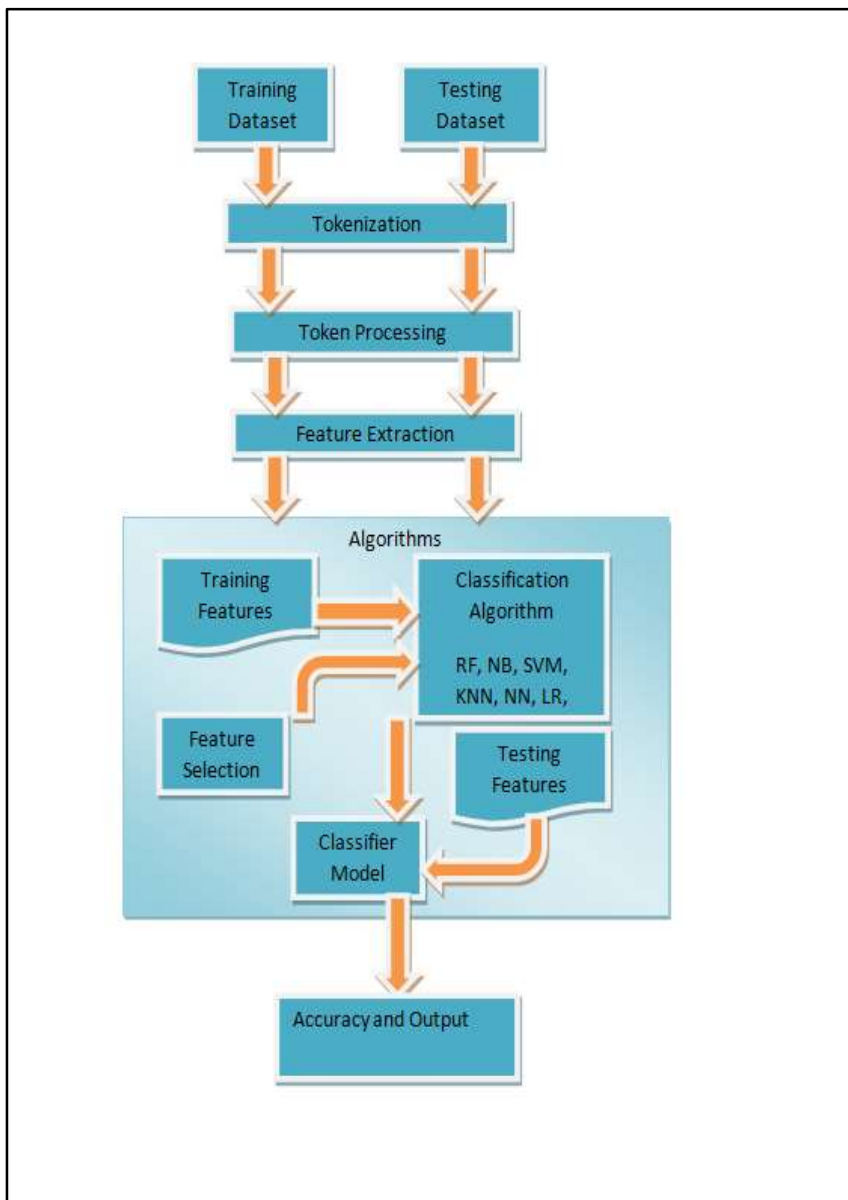 Training
Dataset
Testing
Dataset
Tokenization
Token Processing
Feature Extraction
Algorithms
Training
Features
Classification
Algorithm
RF, NB, SVM,
KNN, NN, LR,
Feature
Selection
Testing
Features
Classifier
Model
Accuracy and Output